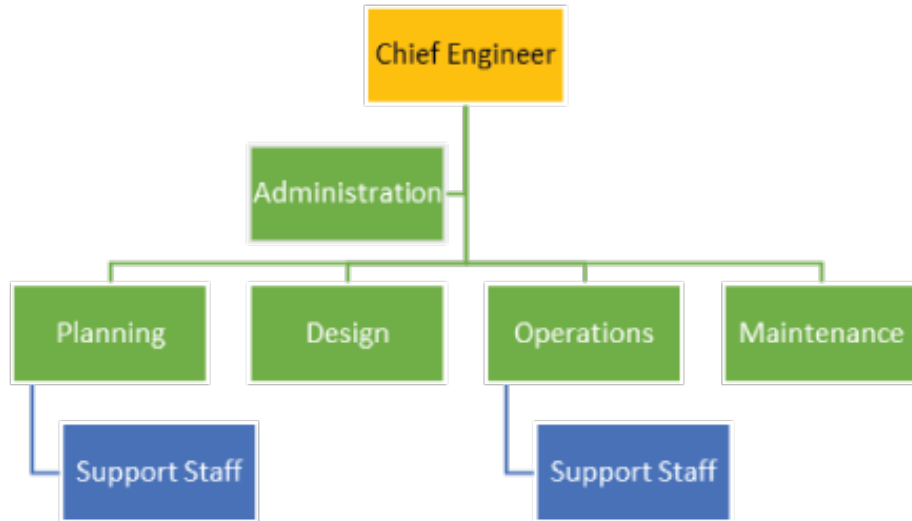 Chief Engineer
Administration
Planning
Design
Operations
Maintenance
Support Staff
Support Staff